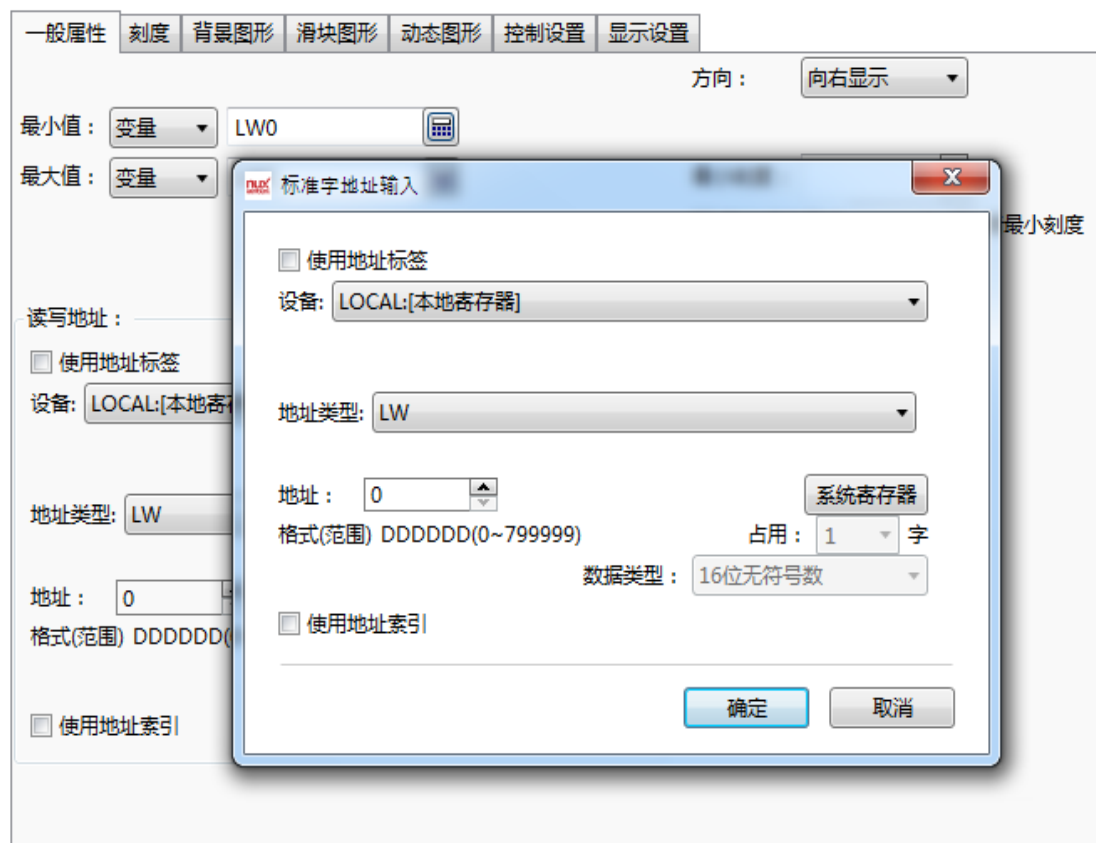 一般属性 刻度 背景图形 滑块图形 动态图形 控制设置 显示设置
方向： 向右显示
最小值： 变量 LW0
最大值： 变量
标准字地址输入
最小刻度
使用地址标签
设备: LOCAL:[本地寄存器]
地址类型: LW
地址： 0 系统寄存器
格式(范围) DDDDDD(0~799999) 占用： 1 字
数据类型： 16位无符号数
使用地址索引
确定 取消
读写地址：
使用地址标签
设备: LOCAL:[本地寄
地址类型: LW
地址： 0
格式(范围) DDDDDD(
使用地址索引